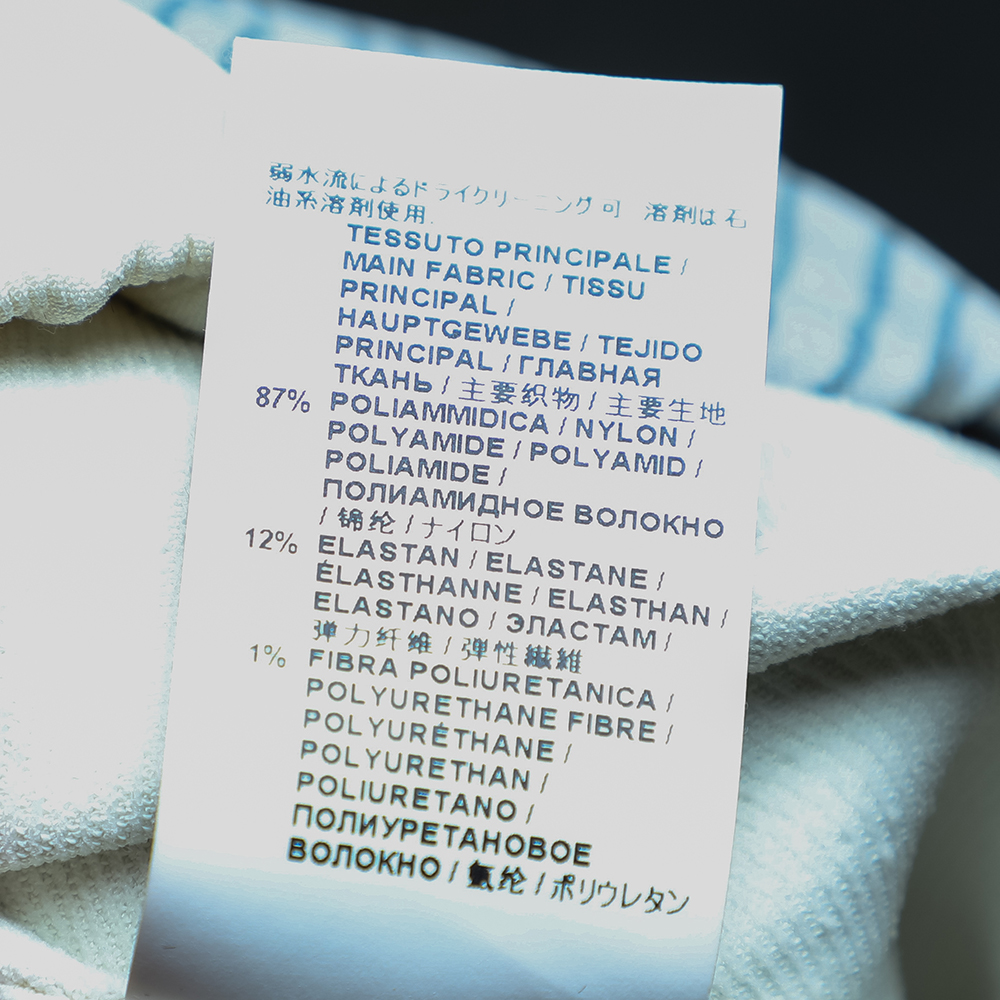 弱水流によるドライクリーニング可 溶剤は石
油系溶剤使用.
TESSUTO PRINCIPALE /
MAIN FABRIC / TISSU
PRINCIPAL /
HAUPTGEWEBE / TEJIDO
PRINCIPAL / ГЛАВНАЯ
ТКАНЬ / 主要织物 / 主要生地
87% POLIAMMIDICA / NYLON /
POLYAMIDE / POLYAMID /
POLIAMIDE /
ПОЛИАМИДНОЕ ВОЛОКНО
/ 锦纶 / ナイロン
12% ELASTAN / ELASTANE /
ÉLASTHANNE / ELASTHAN /
ELASTANO / ЭЛАСТАМ /
弹力纤维 / 弾性繊維
1% FIBRA POLIURETANICA /
POLYURETHANE FIBRE /
POLYURÉTHANE /
POLYURETHAN /
POLIURETANO /
ПОЛИУРЕТАНОВОЕ
ВОЛОКНО / 氨纶 / ポリウレタン